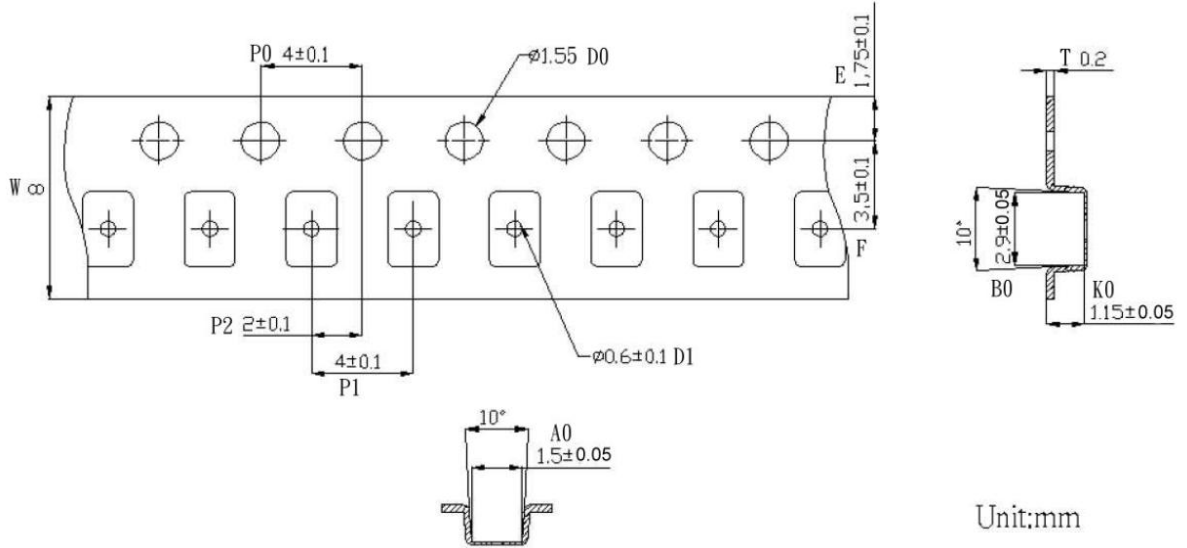 P0 4±0.1
ø1.55 D0
E
1.75±0.1
T 0.2
W 8
3.5±0.1
F
10°
2.9±0.05
B0
K0
1.15±0.05
P2 2±0.1
4±0.1
P1
ø0.6±0.1 D1
10°
A0
1.5±0.05
Unit:mm